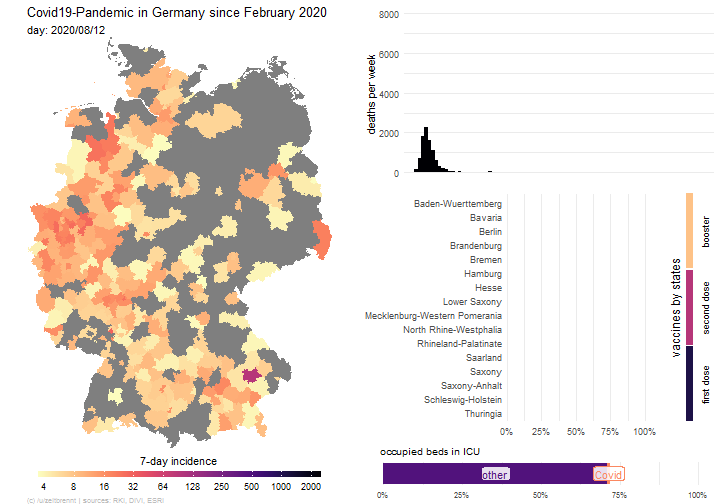 Covid19-Pandemic in Germany since February 2020
day: 2020/08/12
7-day incidence
4 8 16 32 64 129 251 500 1000 2000
(c) /u/zeitbrennt | sources: RKI, DIVI, ESRI
deaths per week
8000
6000
4000
2000
0
Baden-Wuerttemberg
Bavaria
Berlin
Brandenburg
Bremen
Hamburg
Hesse
Lower Saxony
Mecklenburg-Western Pomerania
North Rhine-Westphalia
Rhineland-Palatinate
Saarland
Saxony
Saxony-Anhalt
Schleswig-Holstein
Thuringia
0% 25% 50% 75% 100%
vaccines by states
booster
second dose
first dose
occupied beds in ICU
other Covid
0% 25% 50% 75% 100%